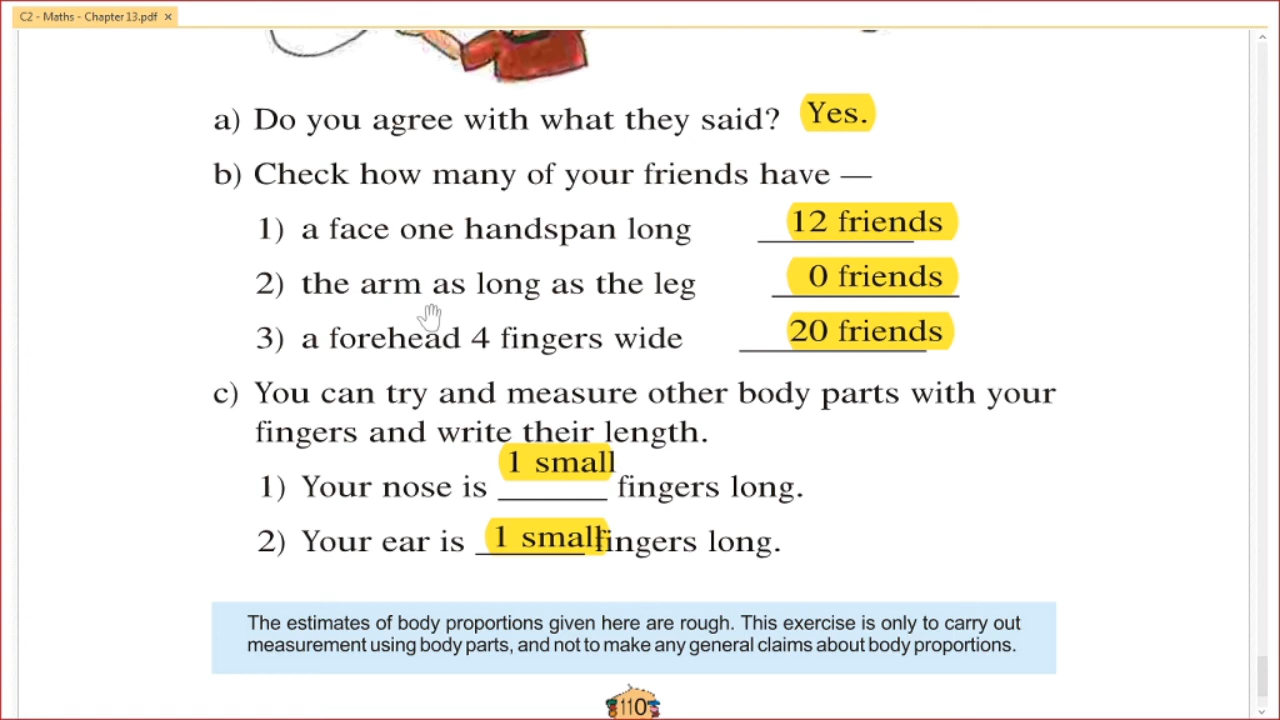 C2 - Maths - Chapter 13.pdf ×
a) Do you agree with what they said? Yes.
b) Check how many of your friends have —
1) a face one handspan long 12 friends
2) the arm as long as the leg 0 friends
3) a forehead 4 fingers wide 20 friends
c) You can try and measure other body parts with your
fingers and write their length.
1) Your nose is 1 small fingers long.
2) Your ear is 1 small fingers long.
The estimates of body proportions given here are rough. This exercise is only to carry out
measurement using body parts, and not to make any general claims about body proportions.
110